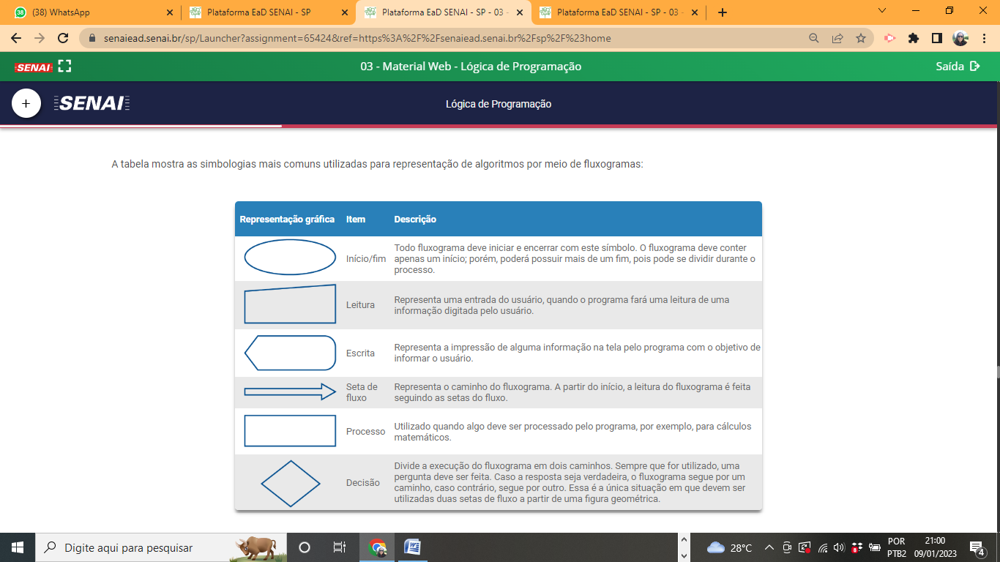 38
(38) WhatsApp
Plataforma EaD SENAI - SP
Plataforma EaD SENAI - SP - 03 -
Plataforma EaD SENAI - SP - 03 -
senaiead.senai.br/sp/Launcher?assignment=65424&ref=https%3A%2F%2Fsenaiead.senai.br%2Fsp%2F%23home
SENAI
03 - Material Web - Lógica de Programação
Saída
SENAI
Lógica de Programação
A tabela mostra as simbologias mais comuns utilizadas para representação de algoritmos por meio de fluxogramas:
Representação gráfica Item Descrição
Início/fim
Todo fluxograma deve iniciar e encerrar com este símbolo. O fluxograma deve conter
apenas um início; porém, poderá possuir mais de um fim, pois pode se dividir durante o
processo.
Leitura
Representa uma entrada do usuário, quando o programa fará uma leitura de uma
informação digitada pelo usuário.
Escrita
Representa a impressão de alguma informação na tela pelo programa com o objetivo de
informar o usuário.
Seta de
fluxo
Representa o caminho do fluxograma. A partir do início, a leitura do fluxograma é feita
seguindo as setas do fluxo.
Processo
Utilizado quando algo deve ser processado pelo programa, por exemplo, para cálculos
matemáticos.
Decisão
Divide a execução do fluxograma em dois caminhos. Sempre que for utilizado, uma
pergunta deve ser feita. Caso a resposta seja verdadeira, o fluxograma segue por um
caminho, caso contrário, segue por outro. Essa é a única situação em que devem ser
utilizadas duas setas de fluxo a partir de uma figura geométrica.
Digite aqui para pesquisar
28°C
POR
PTB2
21:00
09/01/2023
4